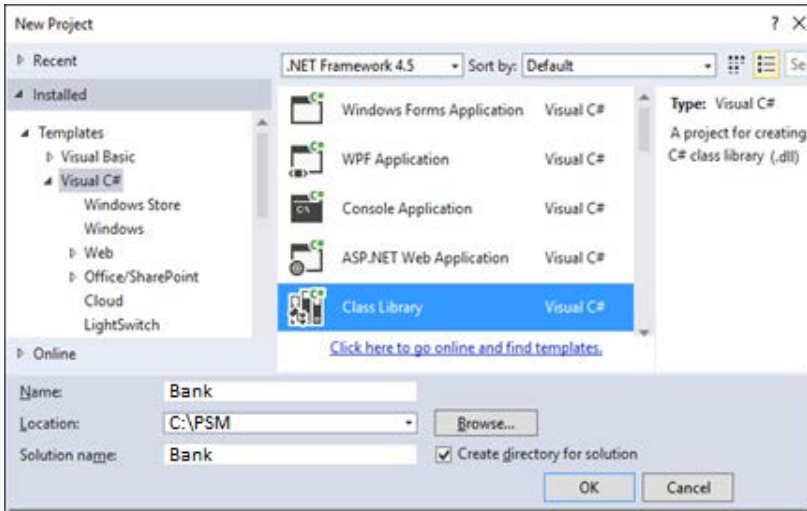 New Project
? X
Recent
Installed
Templates
Visual Basic
Visual C#
Windows Store
Windows
Web
Office/SharePoint
Cloud
LightSwitch
Online
.NET Framework 4.5
Sort by: Default
Windows Forms Application Visual C#
WPF Application Visual C#
Console Application Visual C#
ASP.NET Web Application Visual C#
Class Library Visual C#
Click here to go online and find templates.
Type: Visual C#
A project for creating
C# class library (.dll)
Name: Bank
Location: C:\PSM
Browse...
Solution name: Bank
Create directory for solution
OK Cancel